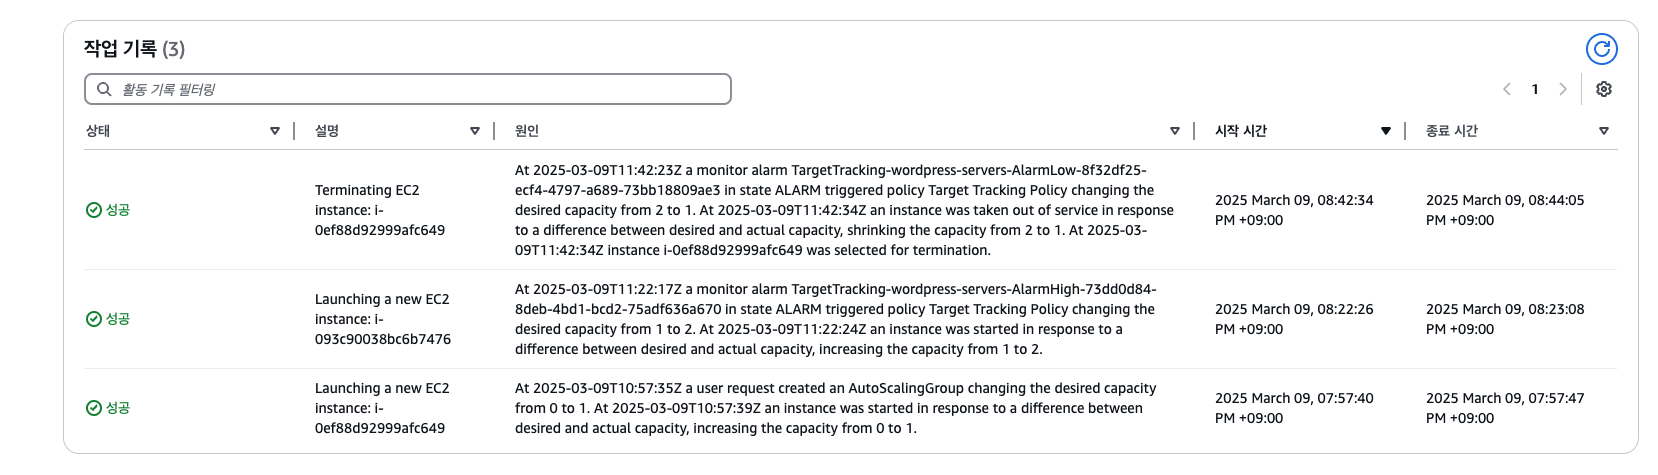 작업 기록 (3)
활동 기록 필터링
1
상태
설명
원인
시작 시간
종료 시간
성공
Terminating EC2
instance: i-
0ef88d92999afc649
At 2025-03-09T11:42:23Z a monitor alarm TargetTracking-wordpress-servers-AlarmLow-8f32df25-
ecf4-4797-a689-73bb18809ae3 in state ALARM triggered policy Target Tracking Policy changing the
desired capacity from 2 to 1. At 2025-03-09T11:42:34Z an instance was taken out of service in response
to a difference between desired and actual capacity, shrinking the capacity from 2 to 1. At 2025-03-
09T11:42:34Z instance i-0ef88d92999afc649 was selected for termination.
2025 March 09, 08:42:34
PM +09:00
2025 March 09, 08:44:05
PM +09:00
성공
Launching a new EC2
instance: i-
093c90038bc6b7476
At 2025-03-09T11:22:17Z a monitor alarm TargetTracking-wordpress-servers-AlarmHigh-73dd0d84-
8deb-4bd1-bcd2-75adf636a670 in state ALARM triggered policy Target Tracking Policy changing the
desired capacity from 1 to 2. At 2025-03-09T11:22:24Z an instance was started in response to a
difference between desired and actual capacity, increasing the capacity from 1 to 2.
2025 March 09, 08:22:26
PM +09:00
2025 March 09, 08:23:08
PM +09:00
성공
Launching a new EC2
instance: i-
0ef88d92999afc649
At 2025-03-09T10:57:35Z a user request created an AutoScalingGroup changing the desired capacity
from 0 to 1. At 2025-03-09T10:57:39Z an instance was started in response to a difference between
desired and actual capacity, increasing the capacity from 0 to 1.
2025 March 09, 07:57:40
PM +09:00
2025 March 09, 07:57:47
PM +09:00